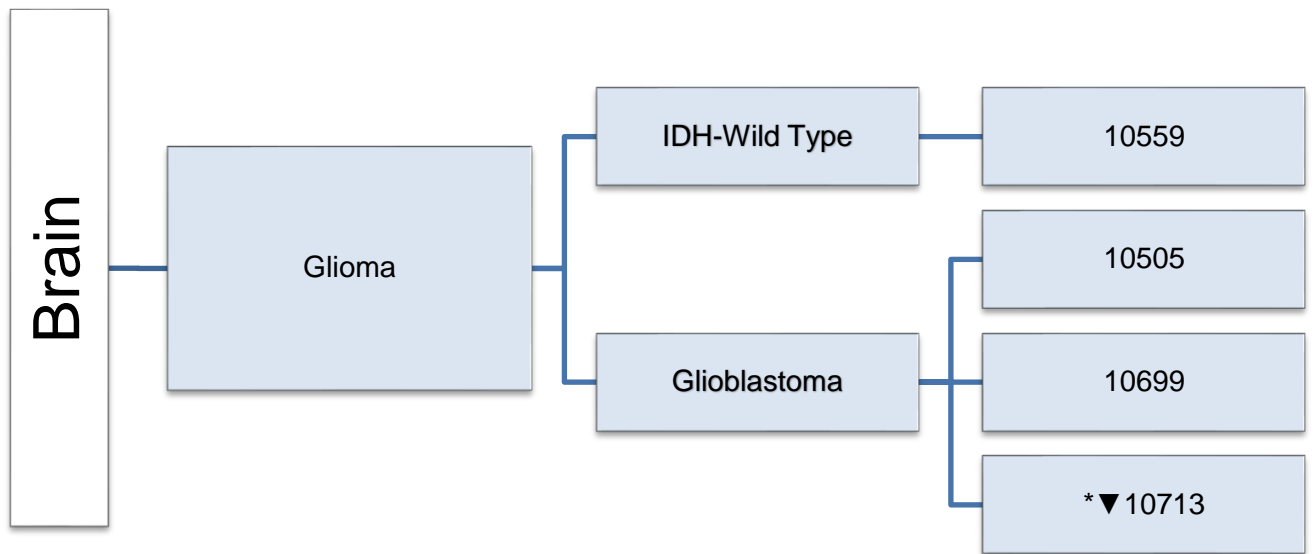 Brain
Glioma
IDH-Wild Type
10559
Glioblastoma
10505
10699
*▼10713